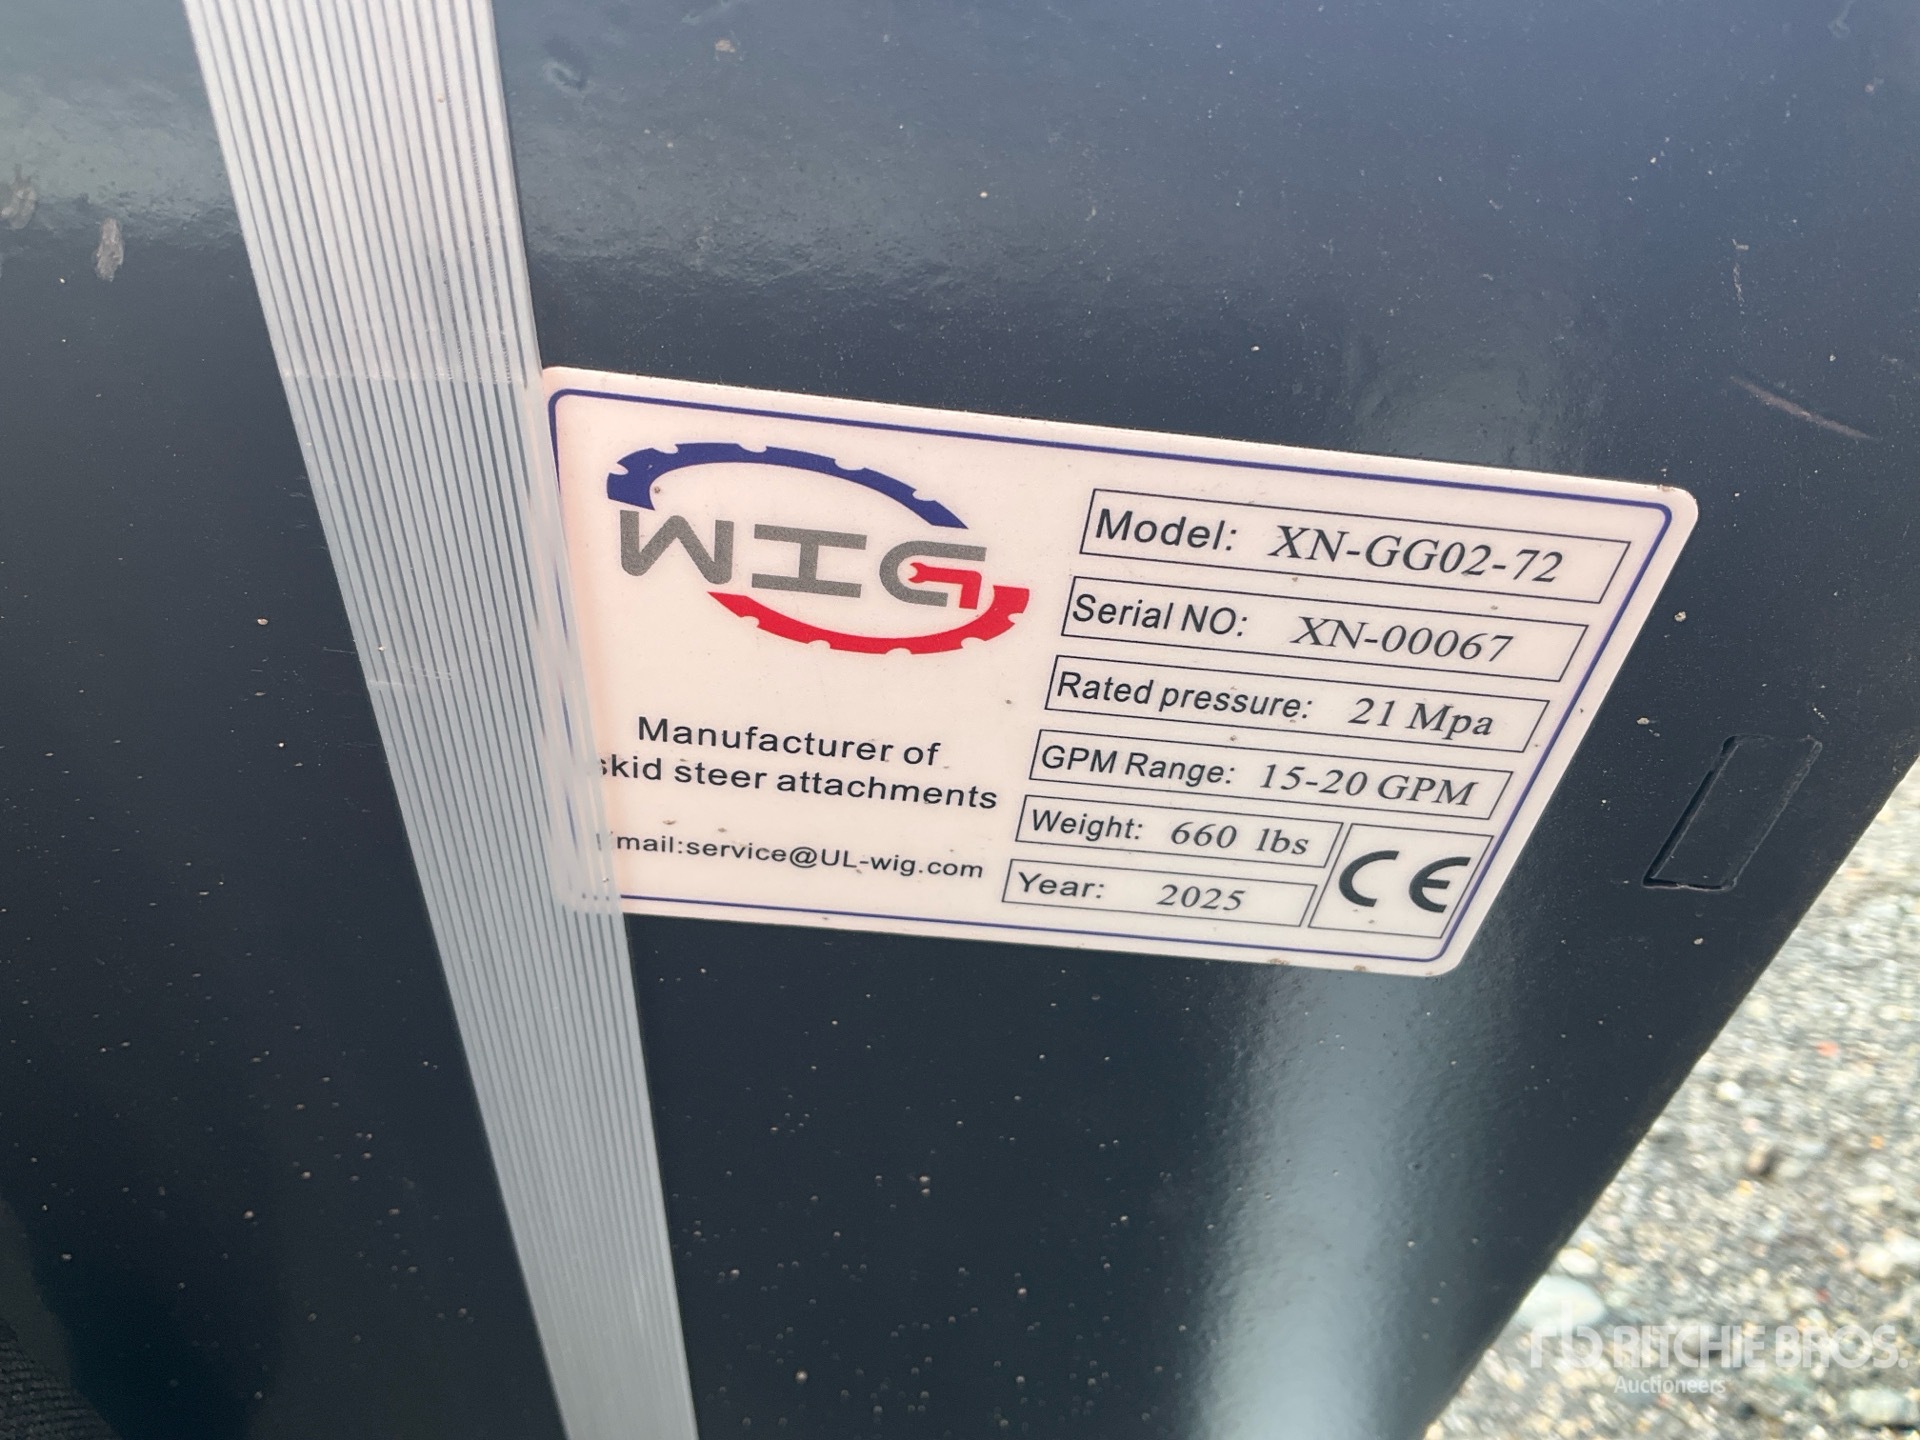 WIG
Manufacturer of
skid steer attachments
mail:service@UL-wig.com
Model: XN-GG02-72
Serial NO: XN-00067
Rated pressure: 21 Mpa
GPM Range: 15-20 GPM
Weight: 660 lbs
Year: 2025
CE
rb RITCHIE BROS.
Auctioneers